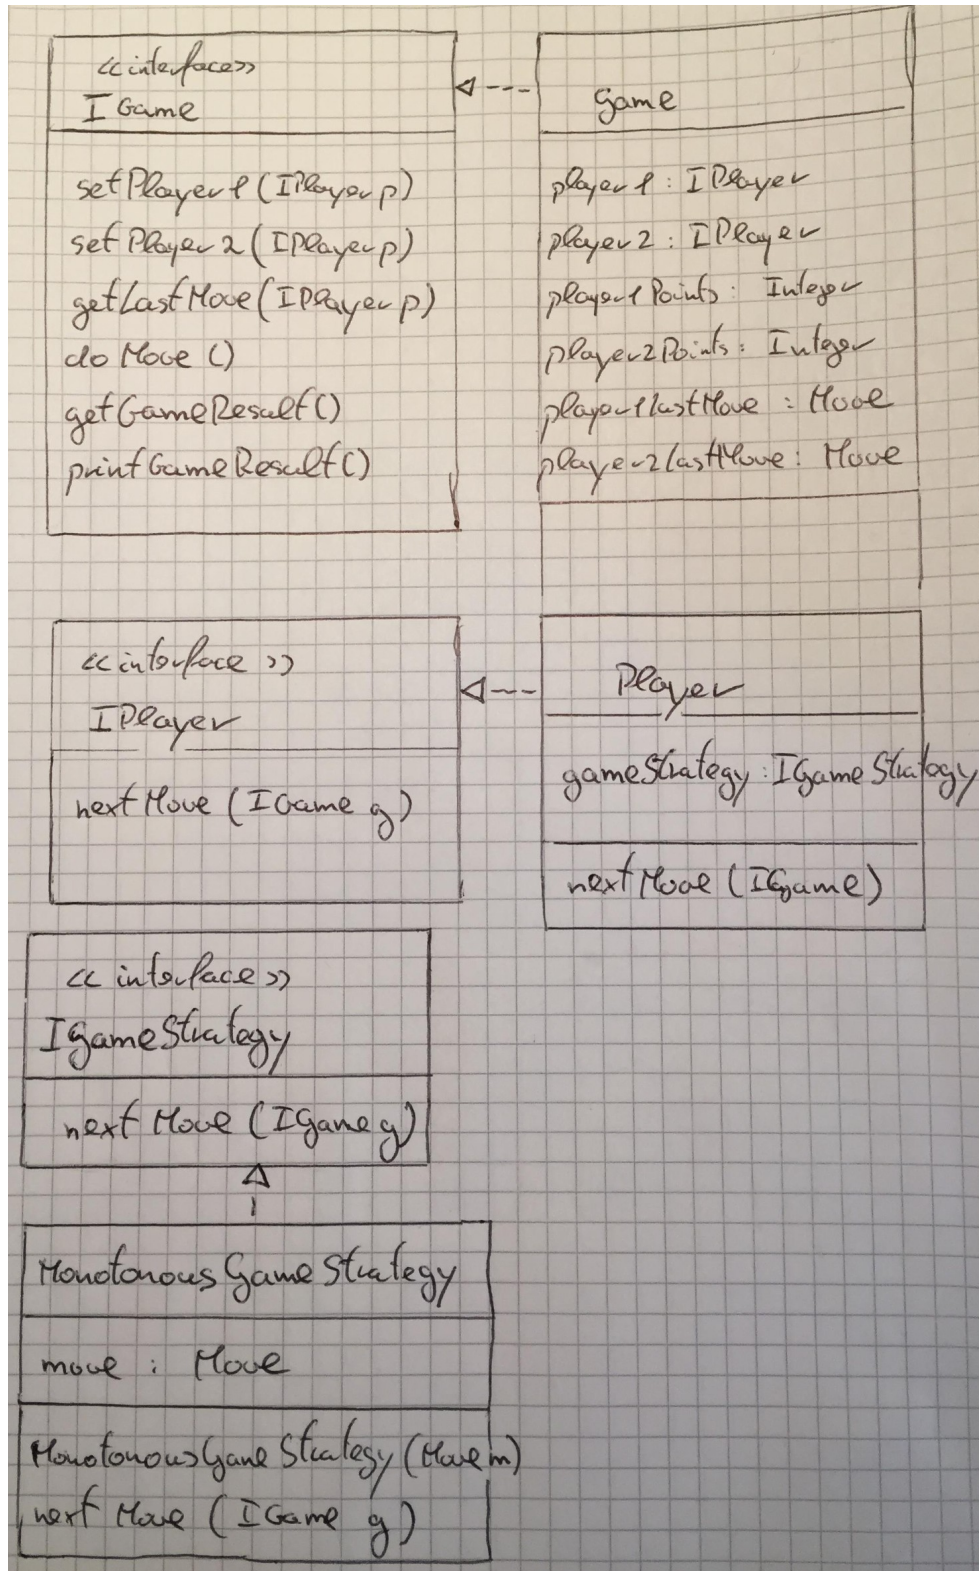 <<interface>>
IGame
setPlayer1(IPlayer p)
setPlayer2(IPlayer p)
getLastMove(IPlayer p)
doMove()
getGameResult()
printGameResult()
Game
player1 : IPlayer
player2 : IPlayer
player1Points : Integer
player2Points : Integer
player1lastMove : Move
player2lastMove : Move
<<interface>>
IPlayer
nextMove (IGame g)
Player
gameStrategy : IGameStrategy
nextMove (IGame)
<<interface>>
IGameStrategy
nextMove (IGame g)
MonotonousGameStrategy
move : Move
MonotonousGameStrategy (Move m)
nextMove (IGame g)